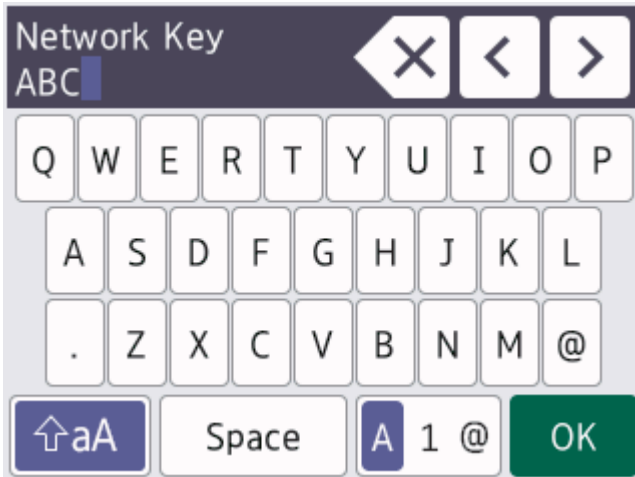 Network Key
ABC
Q W E R T Y U I O P
A S D F G H J K L
. Z X C V B N M @
aA Space A 1 @ OK